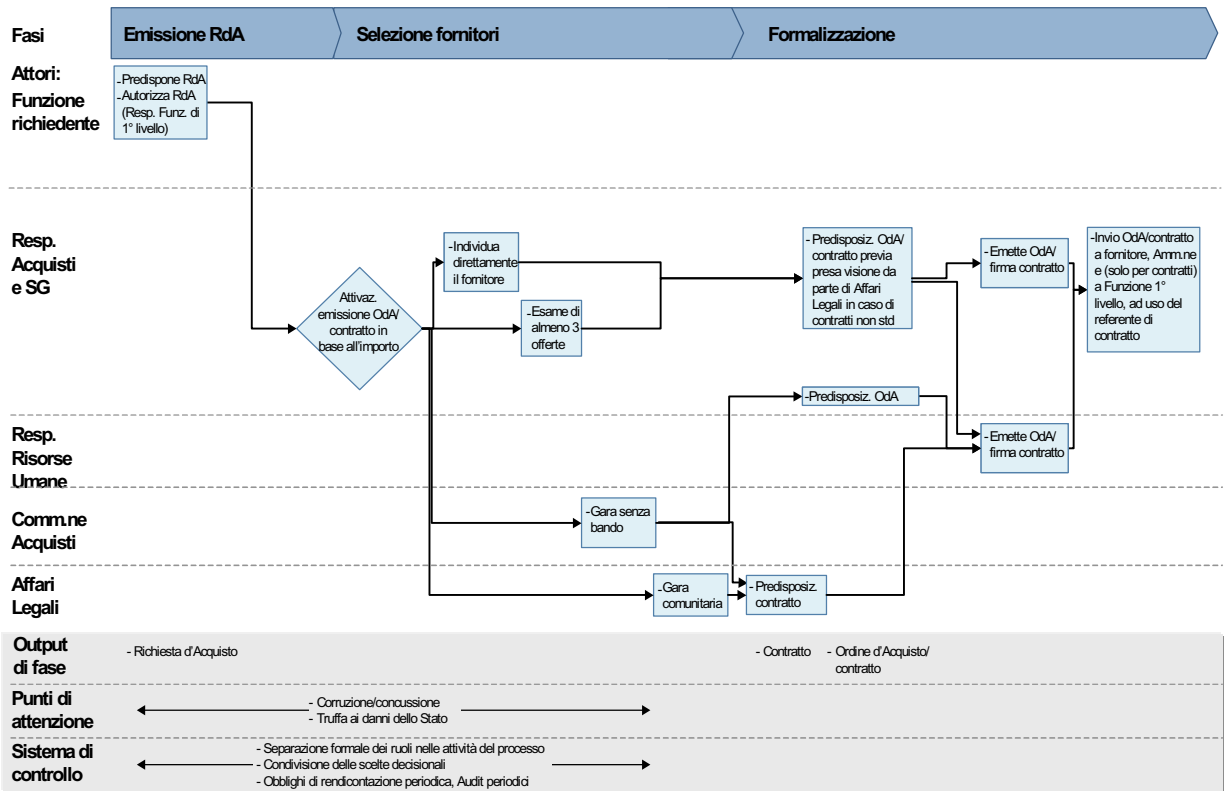 Fasi
Emissione RdA
Selezione fornitori
Formalizzazione
Attori:
Funzione
richiedente
-Predispone RdA
-Autorizza RdA
(Resp. Funz. di
1° livello)
Resp.
Acquisti
e SG
Attivaz.
emissione OdA/
contratto in
base all'importo
-Individua
direttamente
il fornitore
-Esame di
almeno 3
offerte
-Predisposiz. OdA/
contratto previa
presa visione da
parte di Affari
Legali in caso di
contratti non std
-Emette OdA/
firma contratto
-Invio OdA/contratto
a fornitore, Amm.ne
e (solo per contratti)
a Funzione 1°
livello, ad uso del
referente di
contratto
-Predisposiz. OdA
Resp.
Risorse
Umane
-Emette OdA/
firma contratto
Comm.ne
Acquisti
-Gara senza
bando
Affari
Legali
-Gara
comunitaria
-Predisposiz.
contratto
Output
di fase
- Richiesta d'Acquisto
- Contratto
- Ordine d'Acquisto/
contratto
Punti di
attenzione
- Corruzione/concussione
- Truffa ai danni dello Stato
Sistema di
controllo
- Separazione formale dei ruoli nelle attività del processo
- Condivisione delle scelte decisionali
- Obblighi di rendicontazione periodica, Audit periodici